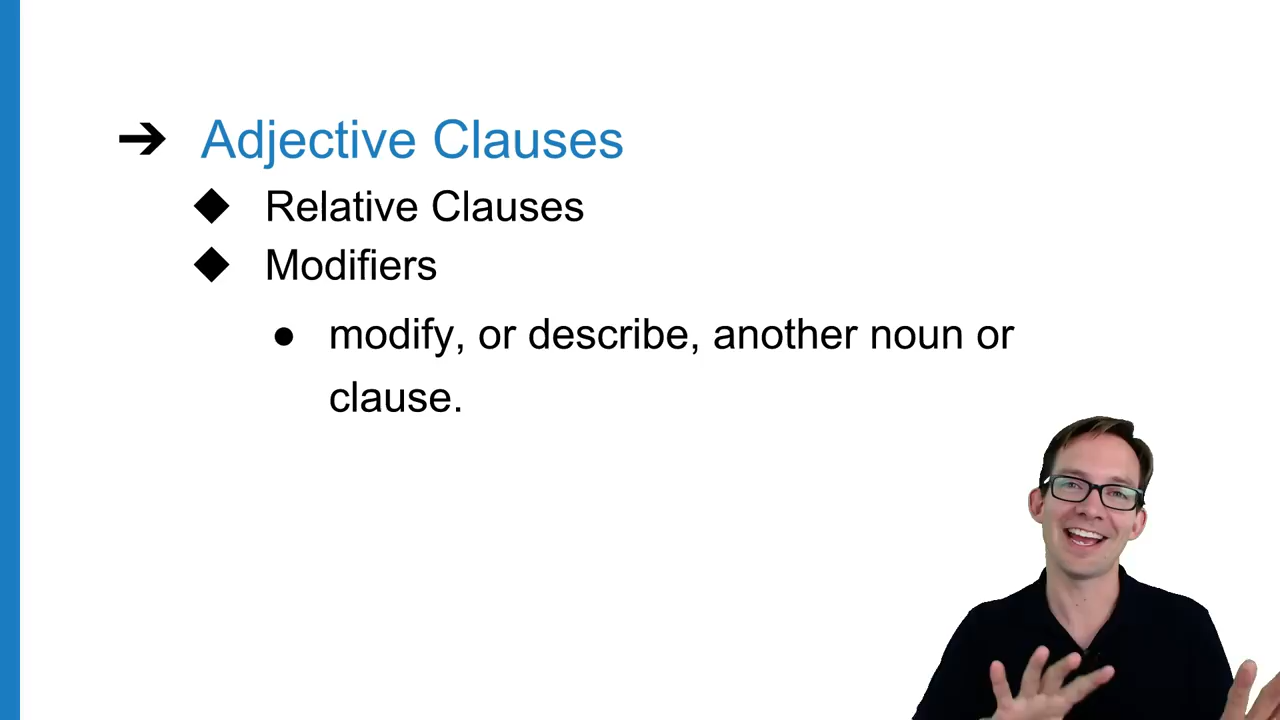 ➔ Adjective Clauses
◆ Relative Clauses
◆ Modifiers
● modify, or describe, another noun or
clause.